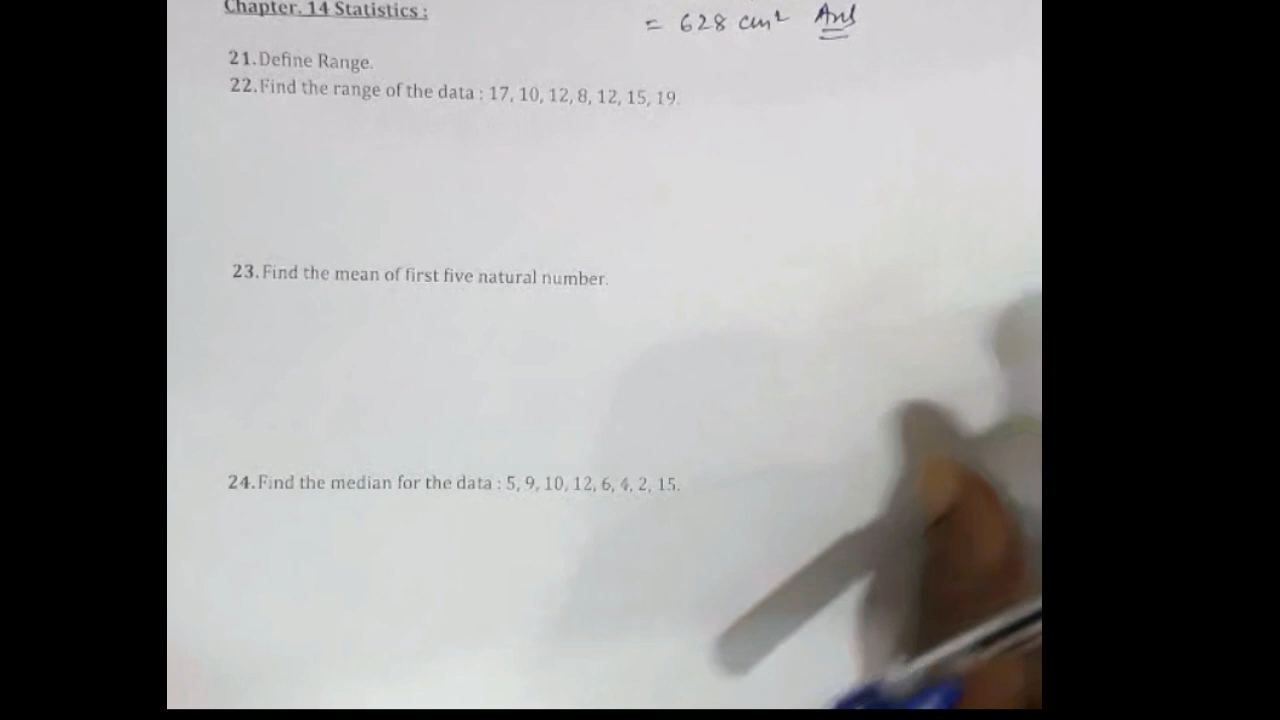 Chapter. 14 Statistics :
= 628 cm² Ans
21. Define Range.
22. Find the range of the data : 17, 10, 12, 8, 12, 15, 19.
23. Find the mean of first five natural number.
24. Find the median for the data : 5, 9, 10, 12, 6, 4, 2, 15.